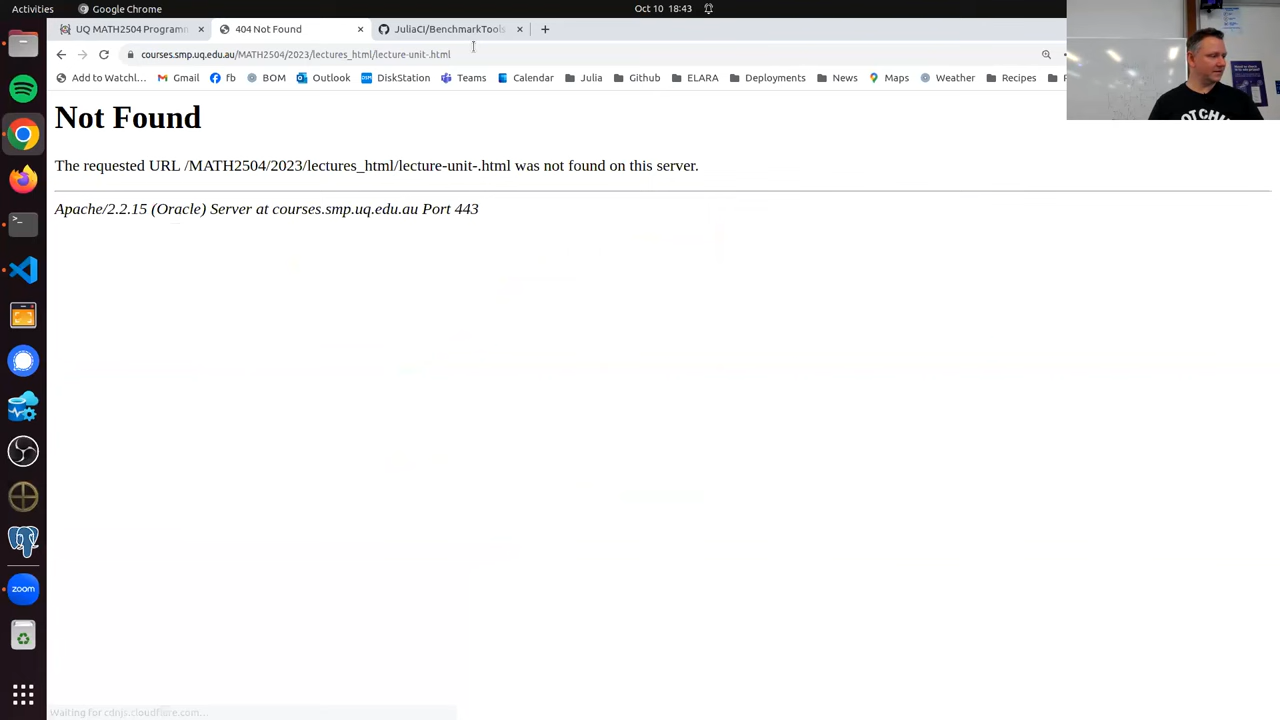 Activities
Google Chrome
Oct 10 18:43
UQ MATH2504 Programm
404 Not Found
JuliaCI/BenchmarkTools
courses.smp.uq.edu.au/MATH2504/2023/lectures_html/lecture-unit-.html
Add to Watchl...
Gmail
Fb
BOM
Outlook
DiskStation
Teams
Calendar
Julia
Github
ELARA
Deployments
News
Maps
Weather
Recipes
Not Found
The requested URL /MATH2504/2023/lectures_html/lecture-unit-.html was not found on this server.
Apache/2.2.15 (Oracle) Server at courses.smp.uq.edu.au Port 443
zoom
Waiting for cdnjs.cloudflare.com...